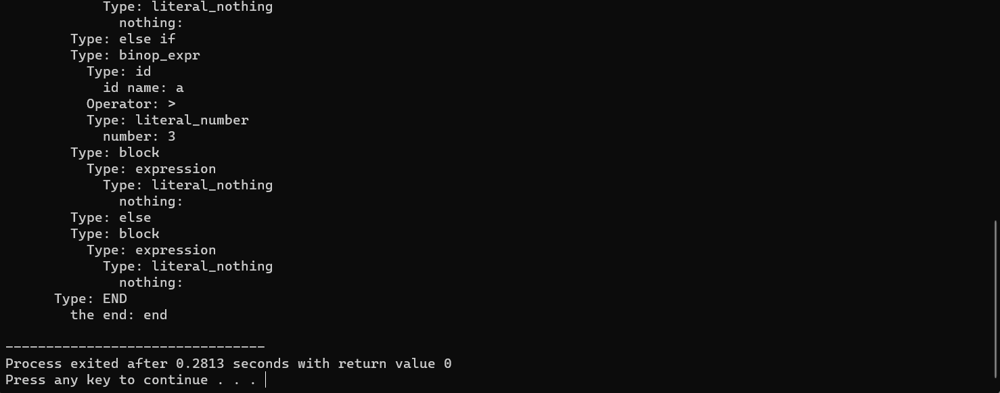 Type: literal_nothing
nothing:
Type: else if
Type: binop_expr
Type: id
id name: a
Operator: >
Type: literal_number
number: 3
Type: block
Type: expression
Type: literal_nothing
nothing:
Type: else
Type: block
Type: expression
Type: literal_nothing
nothing:
Type: END
the end: end
--------------------------------
Process exited after 0.2813 seconds with return value 0
Press any key to continue . . .